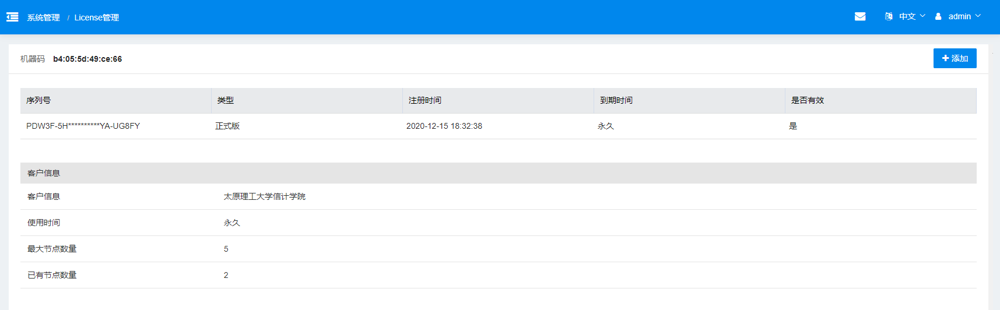 系统管理 / License管理 中文 admin
机器码 b4:05:5d:49:ce:66 添加
序列号 类型 注册时间 到期时间 是否有效
PDW3F-5H**********YA-UG8FY 正式版 2020-12-15 18:32:38 永久 是
客户信息
客户信息 太原理工大学信计学院
使用时间 永久
最大节点数量 5
已有节点数量 2